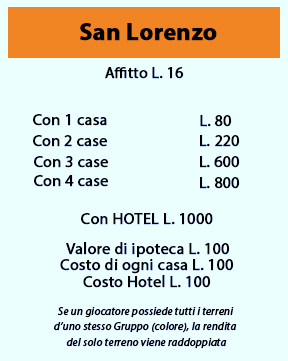 San Lorenzo
Affitto L. 16
Con 1 casa L. 80
Con 2 case L. 220
Con 3 case L. 600
Con 4 case L. 800
Con HOTEL L. 1000
Valore di ipoteca L. 100
Costo di ogni casa L. 100
Costo Hotel L. 100
Se un giocatore possiede tutti i terreni
d'uno stesso Gruppo (colore), la rendita
del solo terreno viene raddoppiata